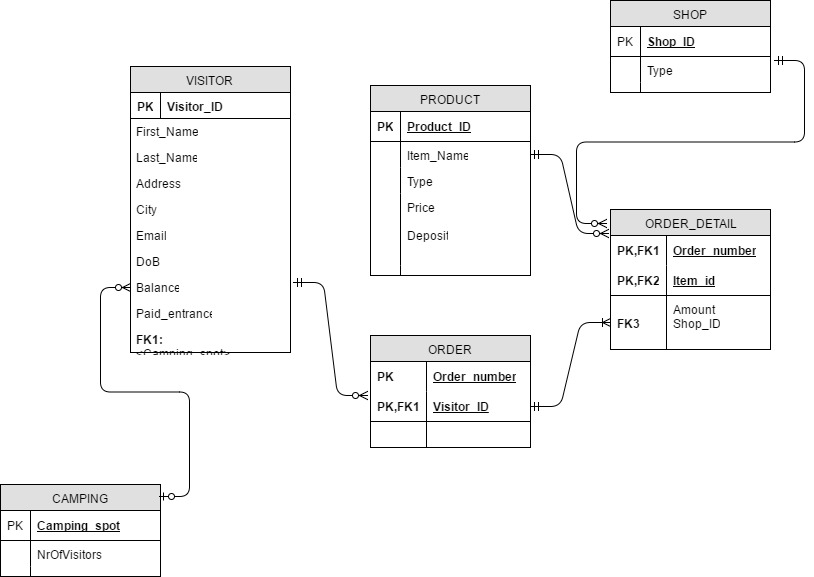 SHOP
PK Shop_ID
Type
VISITOR
PK Visitor_ID
First_Name
Last_Name
Address
City
Email
DoB
Balance
Paid_entrance
FK1:
<Camping_spot>
PRODUCT
PK Product_ID
Item_Name
Type
Price
Deposit
ORDER_DETAIL
PK,FK1 Order_number
PK,FK2 Item_id
Amount
FK3 Shop_ID
ORDER
PK Order_number
PK,FK1 Visitor_ID
CAMPING
PK Camping_spot
NrOfVisitors